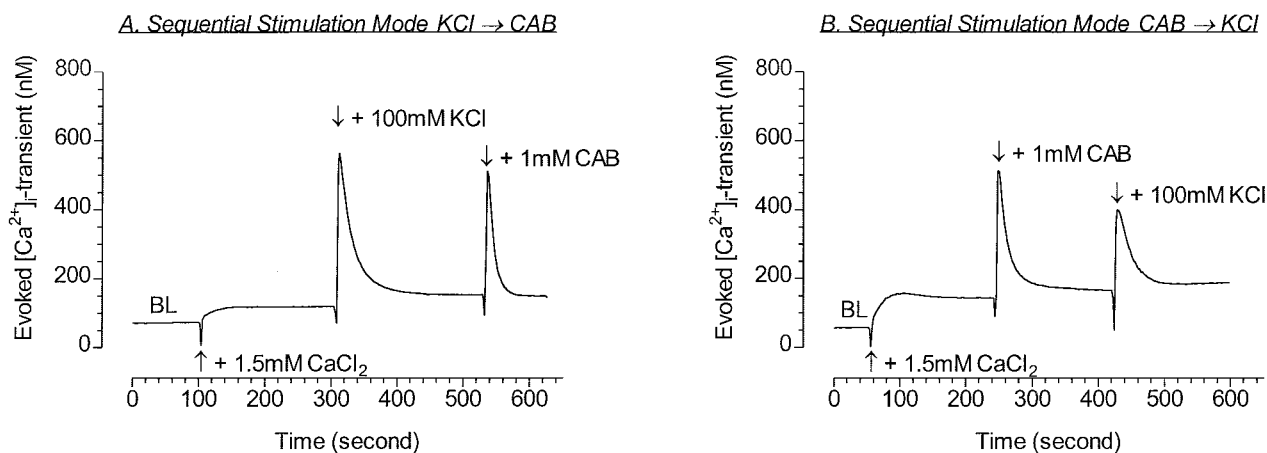 A. Sequential Stimulation Mode KCl → CAB
Evoked [Ca²⁺]ᵢ-transient (nM)
800
600
400
200
0
BL
↑ + 1.5mM CaCl₂
↓ + 100mM KCl
↓ + 1mM CAB
0 100 200 300 400 500 600
Time (second)
B. Sequential Stimulation Mode CAB → KCl
Evoked [Ca²⁺]ᵢ-transient (nM)
800
600
400
200
0
BL
↑ + 1.5mM CaCl₂
↓ + 1mM CAB
↓ + 100mM KCl
0 100 200 300 400 500 600
Time (second)